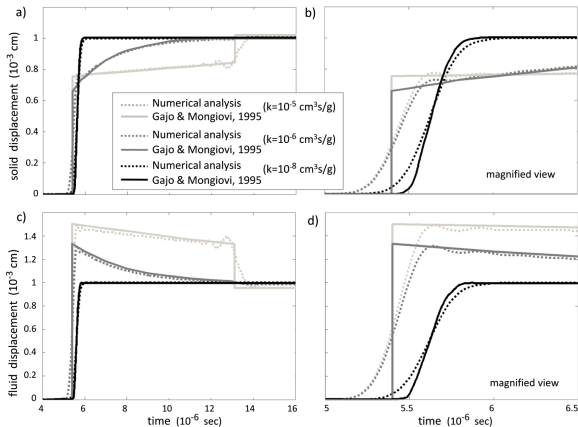 a)
b)
solid displacement (10⁻³ cm)
1
0.8
0.6
0.4
0.2
0
Numerical analysis (k=10⁻⁵ cm³s/g)
Gajo & Mongiovi, 1995
Numerical analysis (k=10⁻⁶ cm³s/g)
Gajo & Mongiovi, 1995
Numerical analysis (k=10⁻⁸ cm³s/g)
Gajo & Mongiovi, 1995
magnified view
c)
d)
fluid displacement (10⁻³ cm)
1.4
1.2
1
0.8
0.6
0.4
0.2
0
magnified view
4 6 8 10 12 14 16
5 5.5 6 6.5
time (10⁻⁶ sec)
time (10⁻⁶ sec)